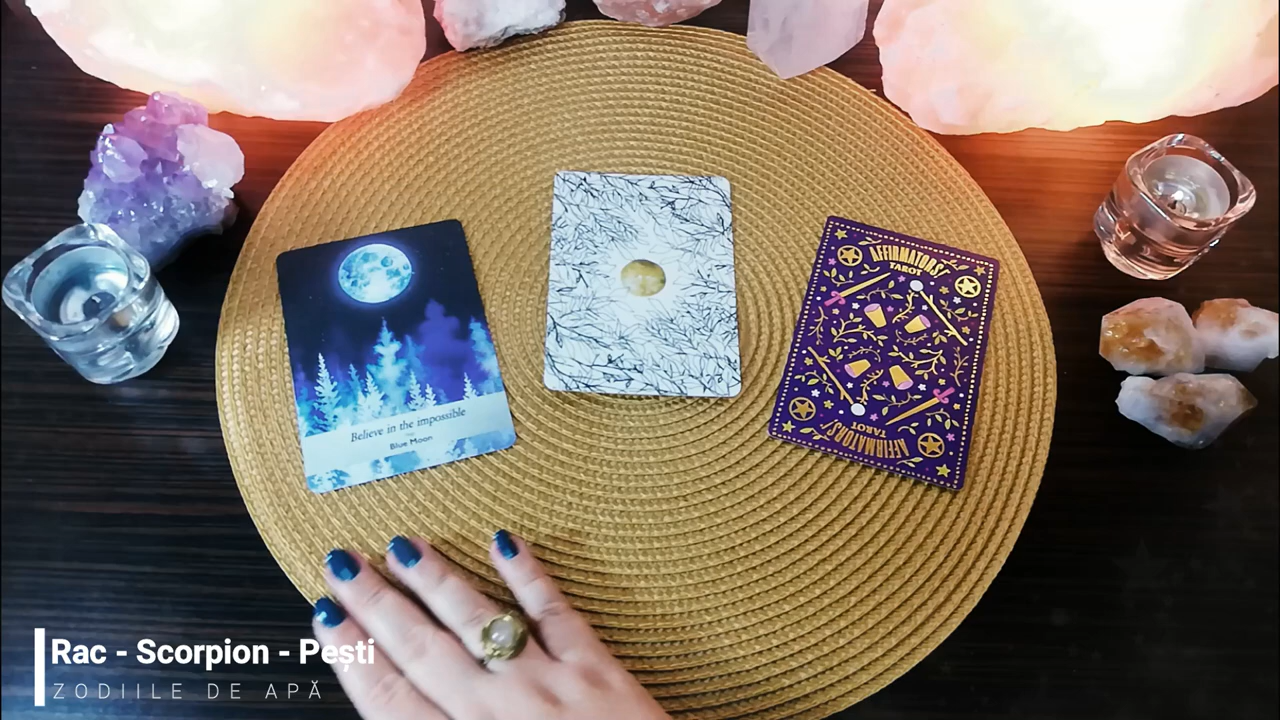 Believe in the impossible
Blue Moon
AFFIRMATORS!
TAROT
AFFIRMATORS!
TAROT
Rac - Scorpion - Pești
ZODIILE DE APĂ